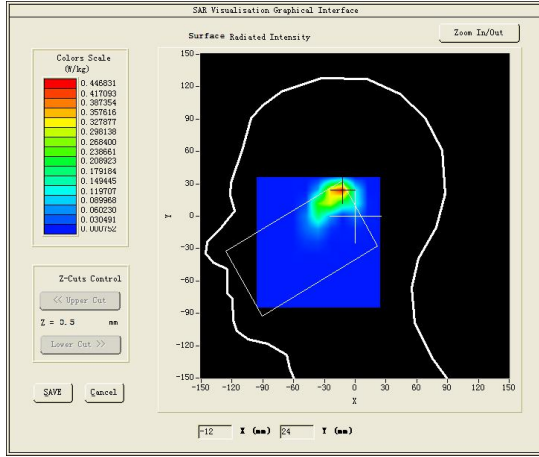 SAR Visualisation Graphical Interface
Surface Radiated Intensity
Zoom In/Out
Colors Scale
(W/kg)
0.446831
0.417093
0.387354
0.357616
0.327877
0.298138
0.268400
0.238661
0.208923
0.179184
0.149445
0.119707
0.089968
0.060230
0.030491
0.000752
Z-Cuts Control
<< Upper Cut
Z = 3.5 mm
Lower Cut >>
SAVE Cancel
150
120
90
60
30
0
-30
-60
-90
-120
-150
Y
-150 -120 -90 -60 -30 0 30 60 90 120 150
X
-12 X (mm) 24 Y (mm)